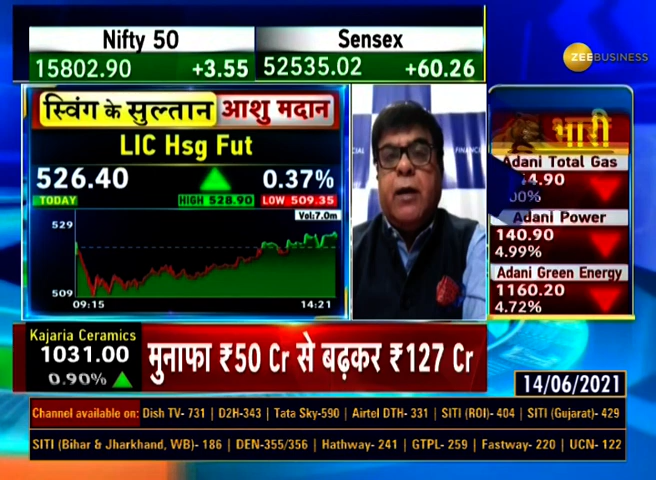 Nifty 50
15802.90 +3.55
Sensex
52535.02 +60.26
ZEEBUSINESS
स्विंग के सुल्तान आशु मदान
LIC Hsg Fut
526.40 0.37%
TODAY HIGH 528.90 LOW 509.35
Vol:7.0m
529
509
09:15 14:21
FINANCIAL
भारी
Adani Total Gas
Adani Power
140.90
4.99%
Adani Green Energy
1160.20
4.72%
Kajaria Ceramics
1031.00
0.90%
मुनाफा ₹50 Cr से बढ़कर ₹127 Cr
14/06/2021
Channel available on: Dish TV- 731 | D2H-343 | Tata Sky-590 | Airtel DTH- 331 | SITI (ROI)- 404 | SITI (Gujarat)- 429
SITI (Bihar & Jharkhand, WB)- 186 | DEN-355/356 | Hathway- 241 | GTPL- 259 | Fastway- 220 | UCN- 122